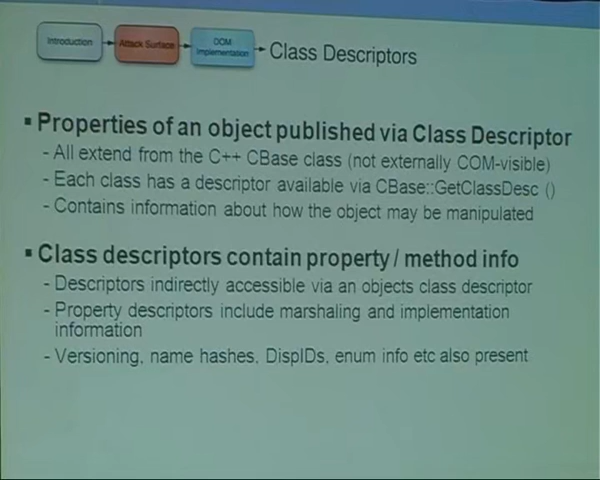 Introduction
Attack Surface
DOM
Implementation
Class Descriptors
▪ Properties of an object published via Class Descriptor
- All extend from the C++ CBase class (not externally COM-visible)
- Each class has a descriptor available via CBase::GetClassDesc ()
- Contains information about how the object may be manipulated
▪ Class descriptors contain property / method info
- Descriptors indirectly accessible via an objects class descriptor
- Property descriptors include marshaling and implementation
information
- Versioning, name hashes, DispIDs, enum info etc also present